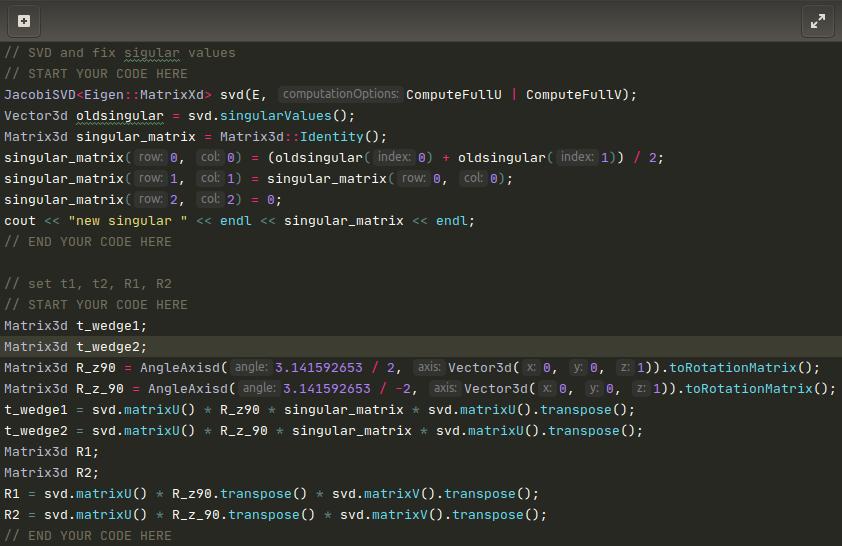 // SVD and fix sigular values
// START YOUR CODE HERE
JacobiSVD<Eigen::MatrixXd> svd(E, computationOptions: ComputeFullU | ComputeFullV);
Vector3d oldsingular = svd.singularValues();
Matrix3d singular_matrix = Matrix3d::Identity();
singular_matrix( row: 0, col: 0) = (oldsingular( index: 0) + oldsingular( index: 1)) / 2;
singular_matrix( row: 1, col: 1) = singular_matrix( row: 0, col: 0);
singular_matrix( row: 2, col: 2) = 0;
cout << "new singular " << endl << singular_matrix << endl;
// END YOUR CODE HERE
// set t1, t2, R1, R2
// START YOUR CODE HERE
Matrix3d t_wedge1;
Matrix3d t_wedge2;
Matrix3d R_z90 = AngleAxisd( angle: 3.141592653 / 2, axis: Vector3d( x: 0, y: 0, z: 1)).toRotationMatrix();
Matrix3d R_z_90 = AngleAxisd( angle: 3.141592653 / -2, axis: Vector3d( x: 0, y: 0, z: 1)).toRotationMatrix();
t_wedge1 = svd.matrixU() * R_z90 * singular_matrix * svd.matrixU().transpose();
t_wedge2 = svd.matrixU() * R_z_90 * singular_matrix * svd.matrixU().transpose();
Matrix3d R1;
Matrix3d R2;
R1 = svd.matrixU() * R_z90.transpose() * svd.matrixV().transpose();
R2 = svd.matrixU() * R_z_90.transpose() * svd.matrixV().transpose();
// END YOUR CODE HERE